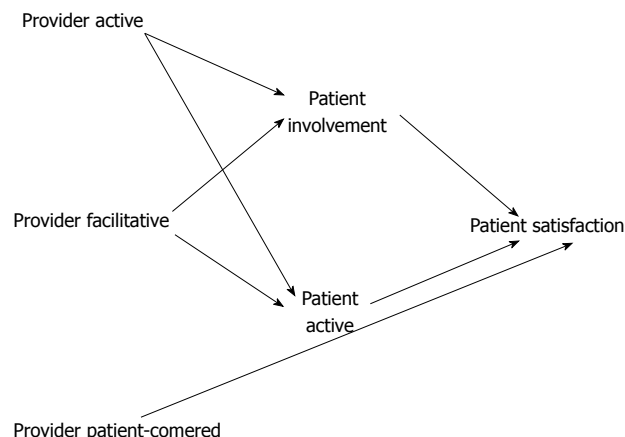 Provider active
Patient
involvement
Provider facilitative
Patient satisfaction
Patient
active
Provider patient-comered